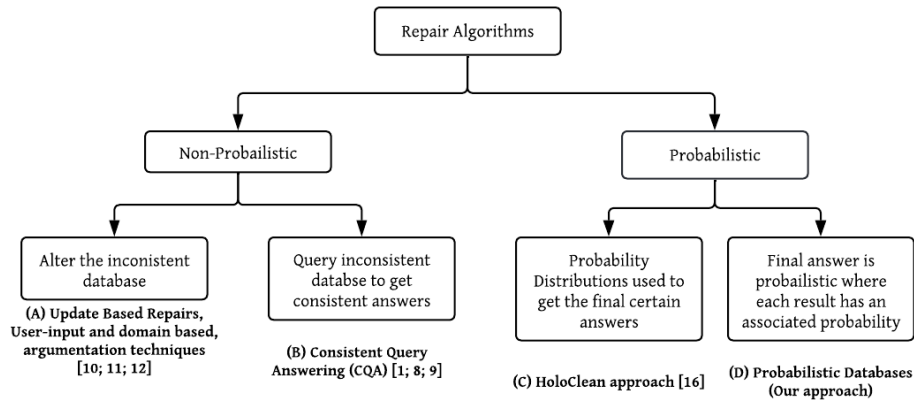 Repair Algorithms
Non-Probailistic
Probabilistic
Alter the inconistent
database
Query inconsistent
databse to get
consistent answers
Probability
Distributions used to
get the final certain
answers
Final answer is
probailistic where
each result has an
associated probability
(A) Update Based Repairs,
User-input and domain based,
argumentation techniques
[10; 11; 12]
(B) Consistent Query
Answering (CQA) [1; 8; 9]
(C) HoloClean approach [16]
(D) Probabilistic Databases
(Our approach)